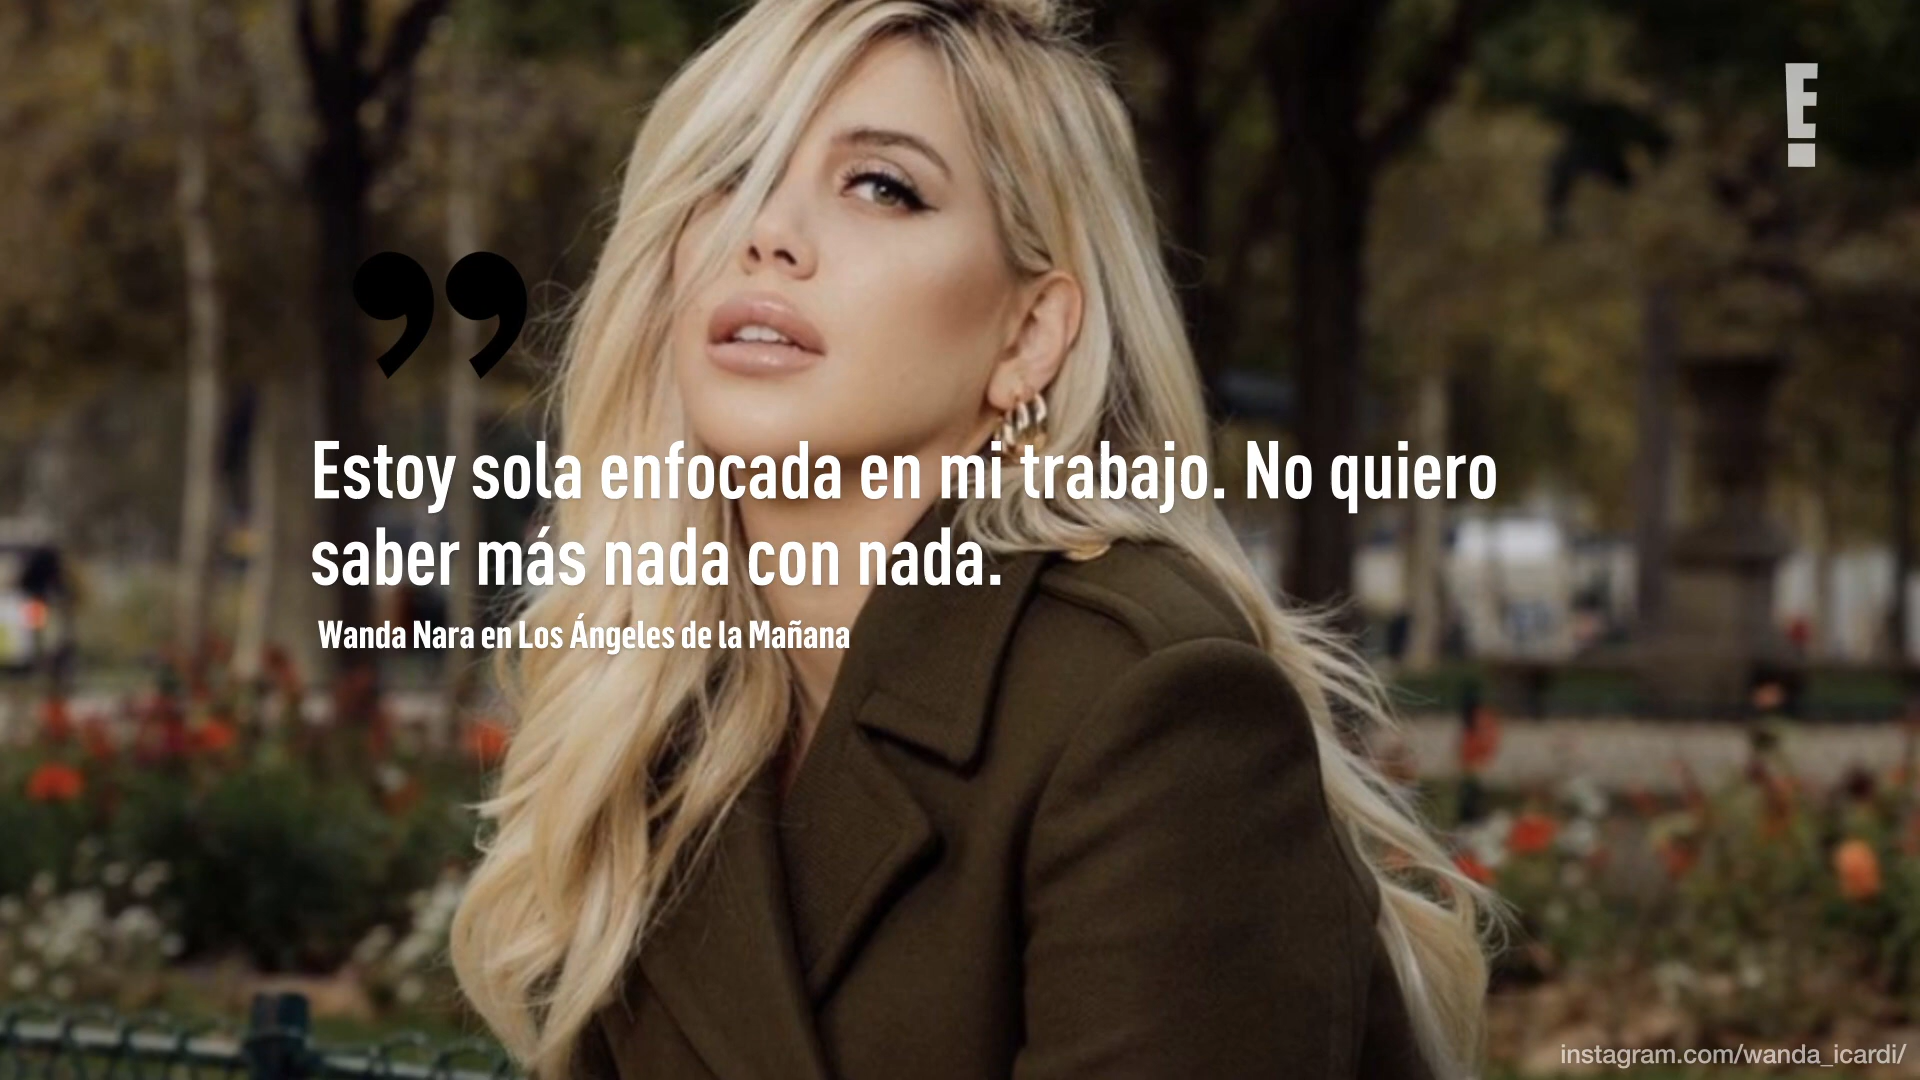 E!
”
Estoy sola enfocada en mi trabajo. No quiero
saber más nada con nada.
Wanda Nara en Los Ángeles de la Mañana
instagram.com/wanda_icardi/